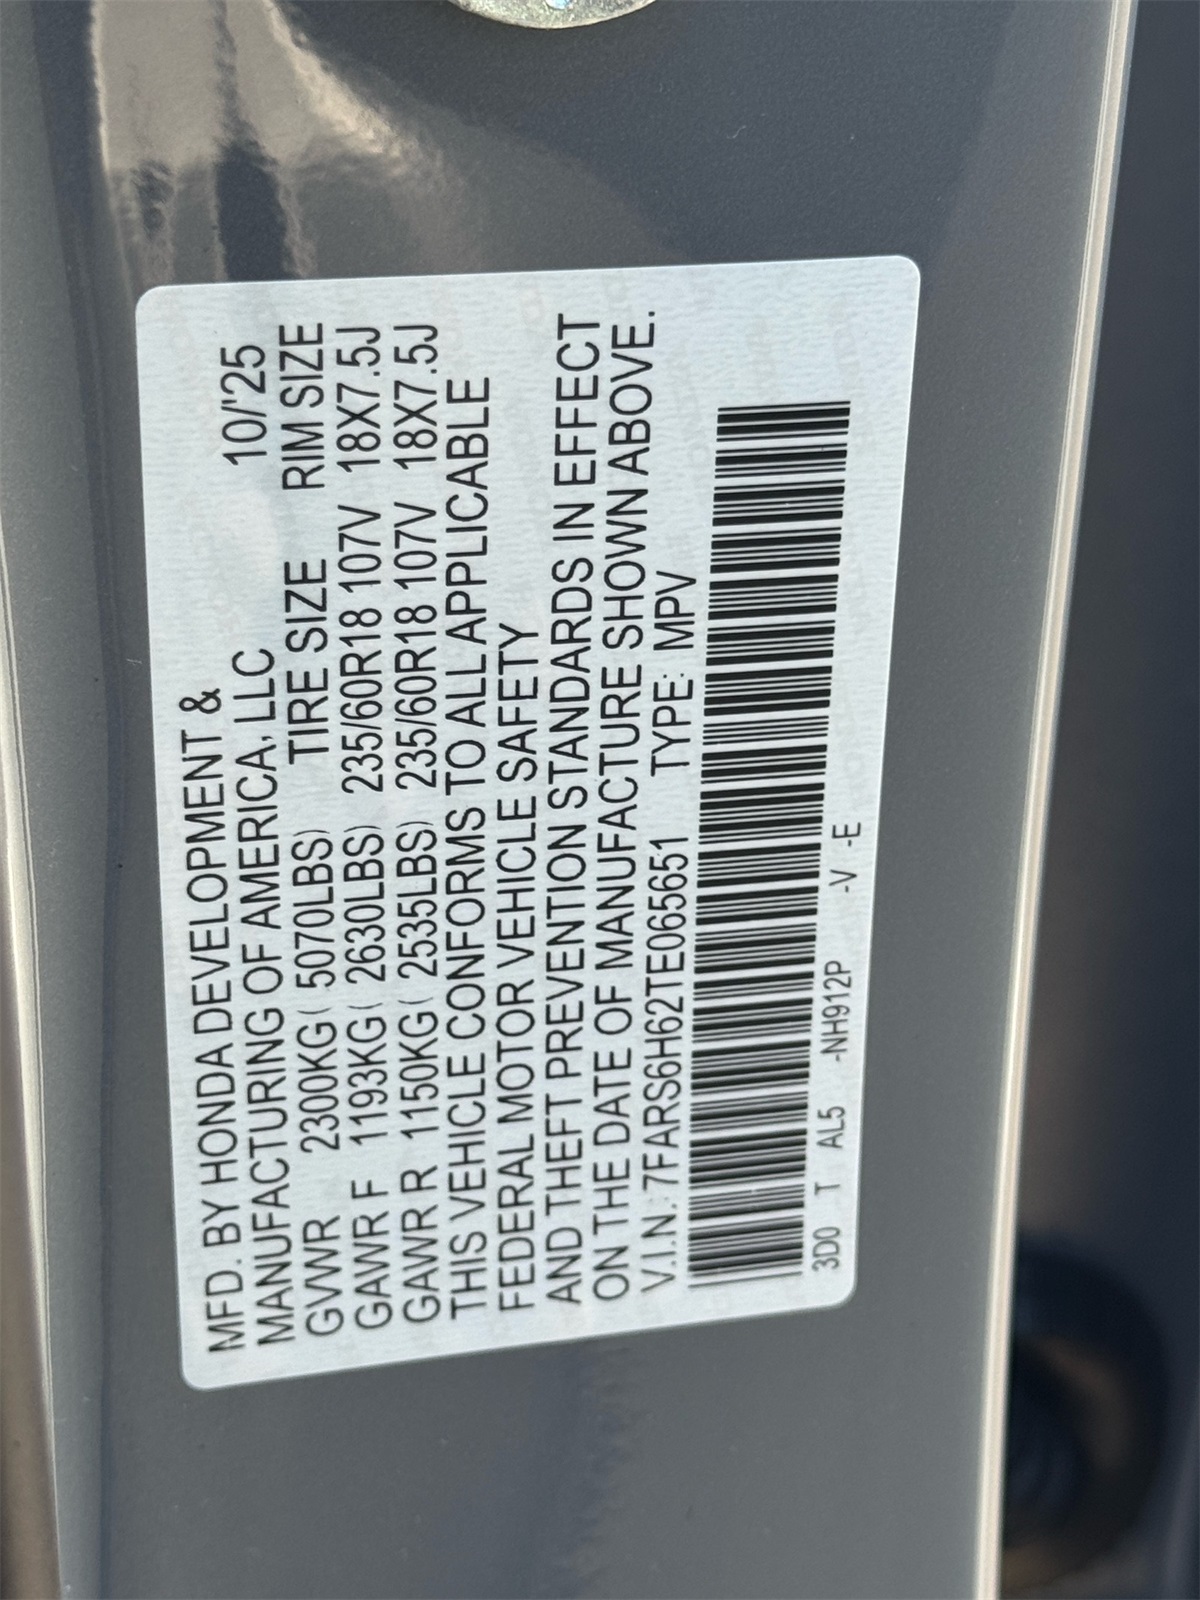 MFD. BY HONDA DEVELOPMENT &
MANUFACTURING OF AMERICA, LLC 10/'25
GVWR 2300KG( 5070LBS) TIRE SIZE RIM SIZE
GAWR F 1193KG( 2630LBS) 235/60R18 107V 18X7.5J
GAWR R 1150KG( 2535LBS) 235/60R18 107V 18X7.5J
THIS VEHICLE CONFORMS TO ALL APPLICABLE
FEDERAL MOTOR VEHICLE SAFETY
AND THEFT PREVENTION STANDARDS IN EFFECT
ON THE DATE OF MANUFACTURE SHOWN ABOVE.
V.I.N.: 7FARS6H62TE065651 TYPE: MPV
3D0 T AL5 -NH912P -V -E